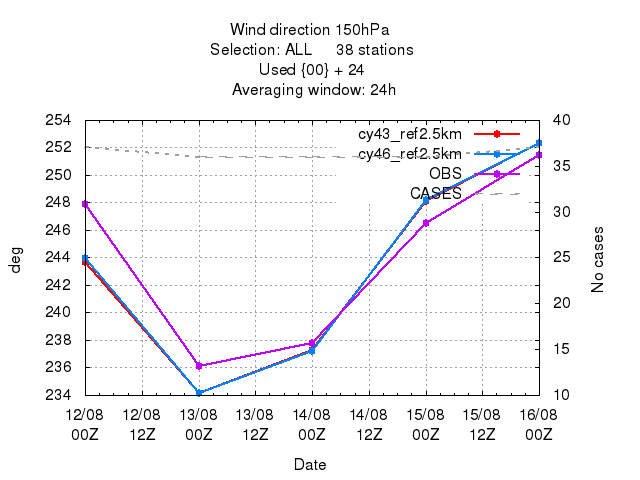 Wind direction 150hPa
Selection: ALL 38 stations
Used {00} + 24
Averaging window: 24h
254
252
250
248
246
244
242
240
238
236
234
deg
cy43_ref2.5km
cy46_ref2.5km
OBS
CASES
40
35
30
25
20
15
10
No cases
12/08 12/08 13/08 13/08 14/08 14/08 15/08 15/08 16/08
00Z 12Z 00Z 12Z 00Z 12Z 00Z 12Z 00Z
Date